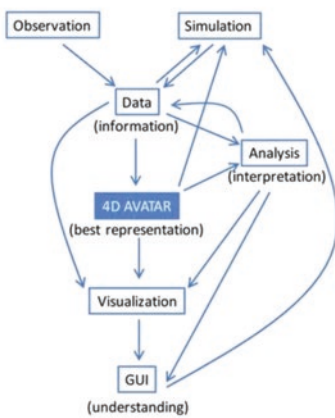 Observation
Simulation
Data
(information)
Analysis
(interpretation)
4D AVATAR
(best representation)
Visualization
GUI
(understanding)